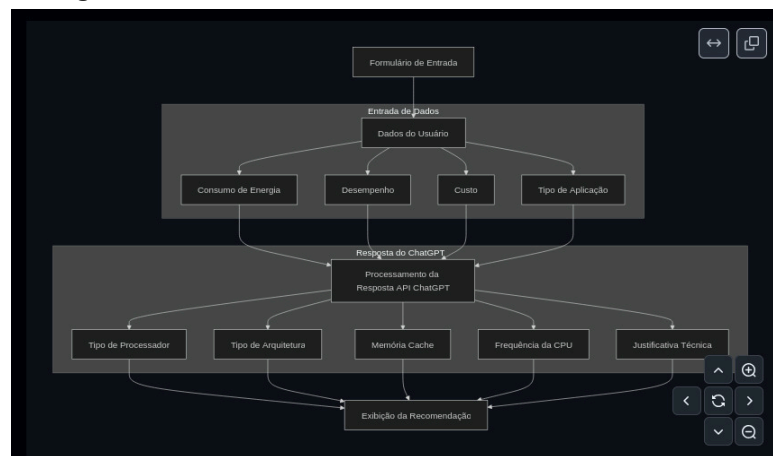 Formulário de Entrada
Entrada de Dados
Dados do Usuário
Consumo de Energia
Desempenho
Custo
Tipo de Aplicação
Resposta do ChatGPT
Processamento da
Resposta API ChatGPT
Tipo de Processador
Tipo de Arquitetura
Memória Cache
Frequência da CPU
Justificativa Técnica
Exibição da Recomendação